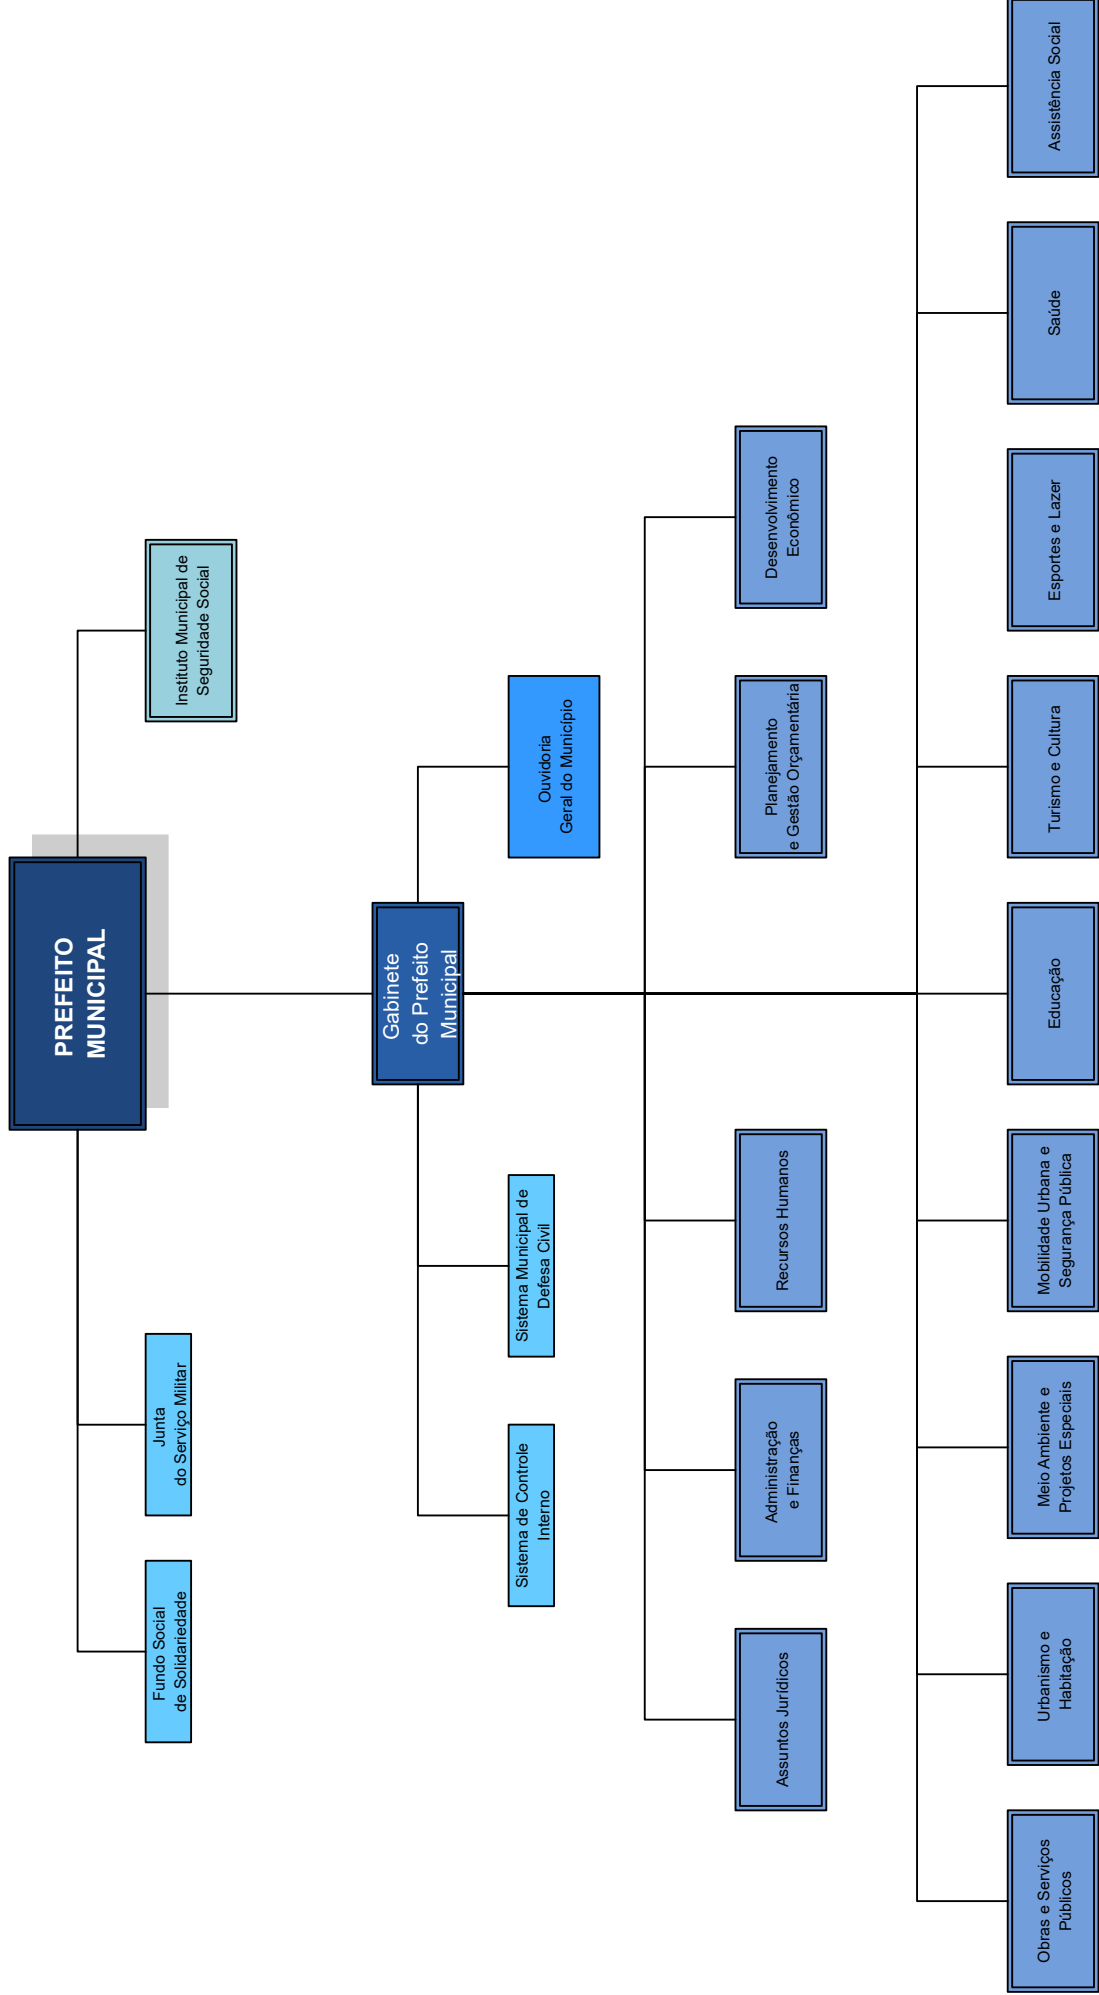 PREFEITO
MUNICIPAL
Fundo Social
de Solidariedade
Junta
do Serviço Militar
Instituto Municipal de
Seguridade Social
Gabinete
do Prefeito
Municipal
Sistema de Controle
Interno
Sistema Municipal de
Defesa Civil
Ouvidoria
Geral do Município
Assuntos Jurídicos
Administração
e Finanças
Recursos Humanos
Planejamento
e Gestão Orçamentária
Desenvolvimento
Econômico
Obras e Serviços
Públicos
Urbanismo e
Habitação
Meio Ambiente e
Projetos Especiais
Mobilidade Urbana e
Segurança Pública
Educação
Turismo e Cultura
Esportes e Lazer
Saúde
Assistência Social